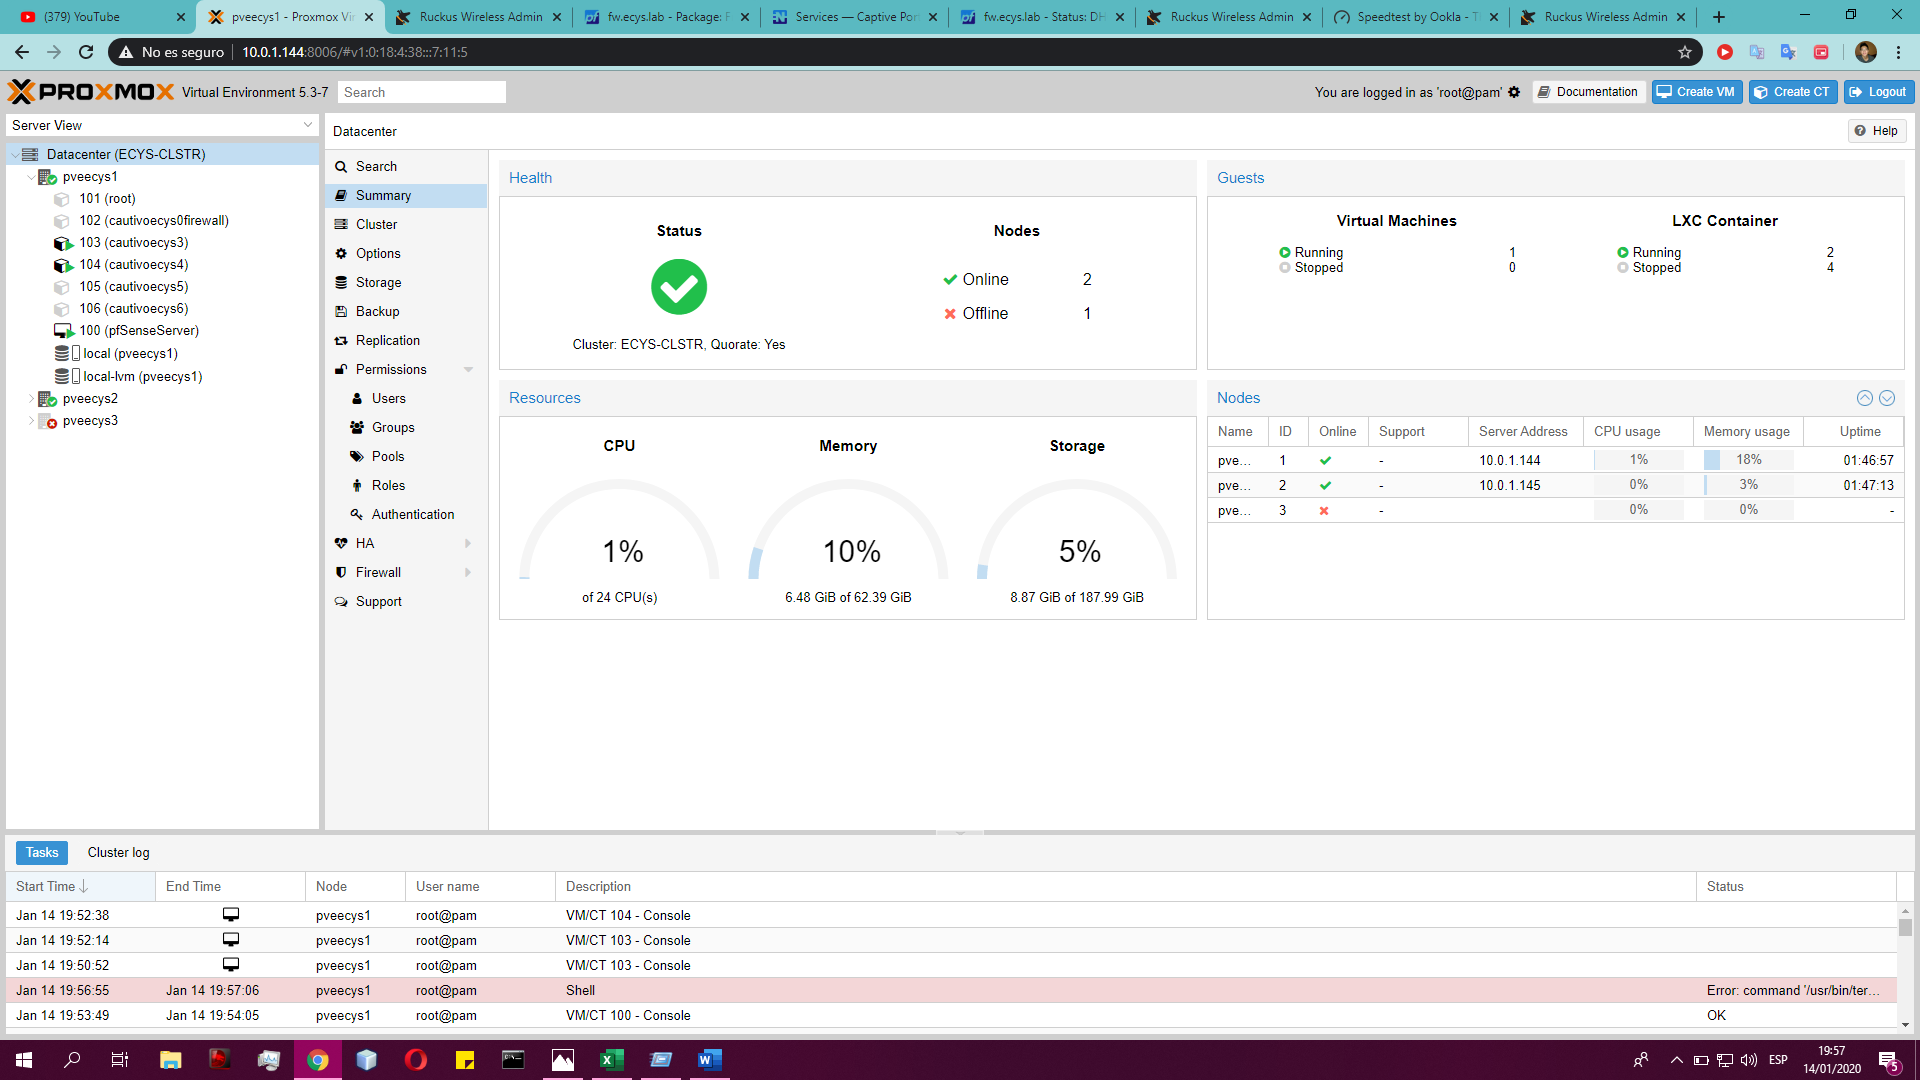 (379) YouTube
pveecys1 - Proxmox Vir
Ruckus Wireless Admin
fw.ecys.lab - Package: F
Services — Captive Port
fw.ecys.lab - Status: DH
Ruckus Wireless Admin
Speedtest by Ookla - Th
Ruckus Wireless Admin
No es seguro
10.0.1.144:8006/#v1:0:18:4:38:::7:11:5
PROXMOX
Virtual Environment 5.3-7
Search
You are logged in as 'root@pam'
Documentation
Create VM
Create CT
Logout
Server View
Datacenter
Help
Datacenter (ECYS-CLSTR)
pveecys1
101 (root)
102 (cautivoecys0firewall)
103 (cautivoecys3)
104 (cautivoecys4)
105 (cautivoecys5)
106 (cautivoecys6)
100 (pfSenseServer)
local (pveecys1)
local-lvm (pveecys1)
pveecys2
pveecys3
Search
Summary
Cluster
Options
Storage
Backup
Replication
Permissions
Users
Groups
Pools
Roles
Authentication
HA
Firewall
Support
Health
Status
Nodes
Online 2
Offline 1
Cluster: ECYS-CLSTR, Quorate: Yes
Guests
Virtual Machines
Running 1
Stopped 0
LXC Container
Running 2
Stopped 4
Resources
CPU
1%
of 24 CPU(s)
Memory
10%
6.48 GiB of 62.39 GiB
Storage
5%
8.87 GiB of 187.99 GiB
Nodes
Name ID Online Support Server Address CPU usage Memory usage Uptime
pve... 1 - 10.0.1.144 1% 18% 01:46:57
pve... 2 - 10.0.1.145 0% 3% 01:47:13
pve... 3 - 0% 0% -
Tasks
Cluster log
Start Time End Time Node User name Description Status
Jan 14 19:52:38 pveecys1 root@pam VM/CT 104 - Console
Jan 14 19:52:14 pveecys1 root@pam VM/CT 103 - Console
Jan 14 19:50:52 pveecys1 root@pam VM/CT 103 - Console
Jan 14 19:56:55 Jan 14 19:57:06 pveecys1 root@pam Shell Error: command '/usr/bin/ter...
Jan 14 19:53:49 Jan 14 19:54:05 pveecys1 root@pam VM/CT 100 - Console OK
ESP
19:57
14/01/2020
5